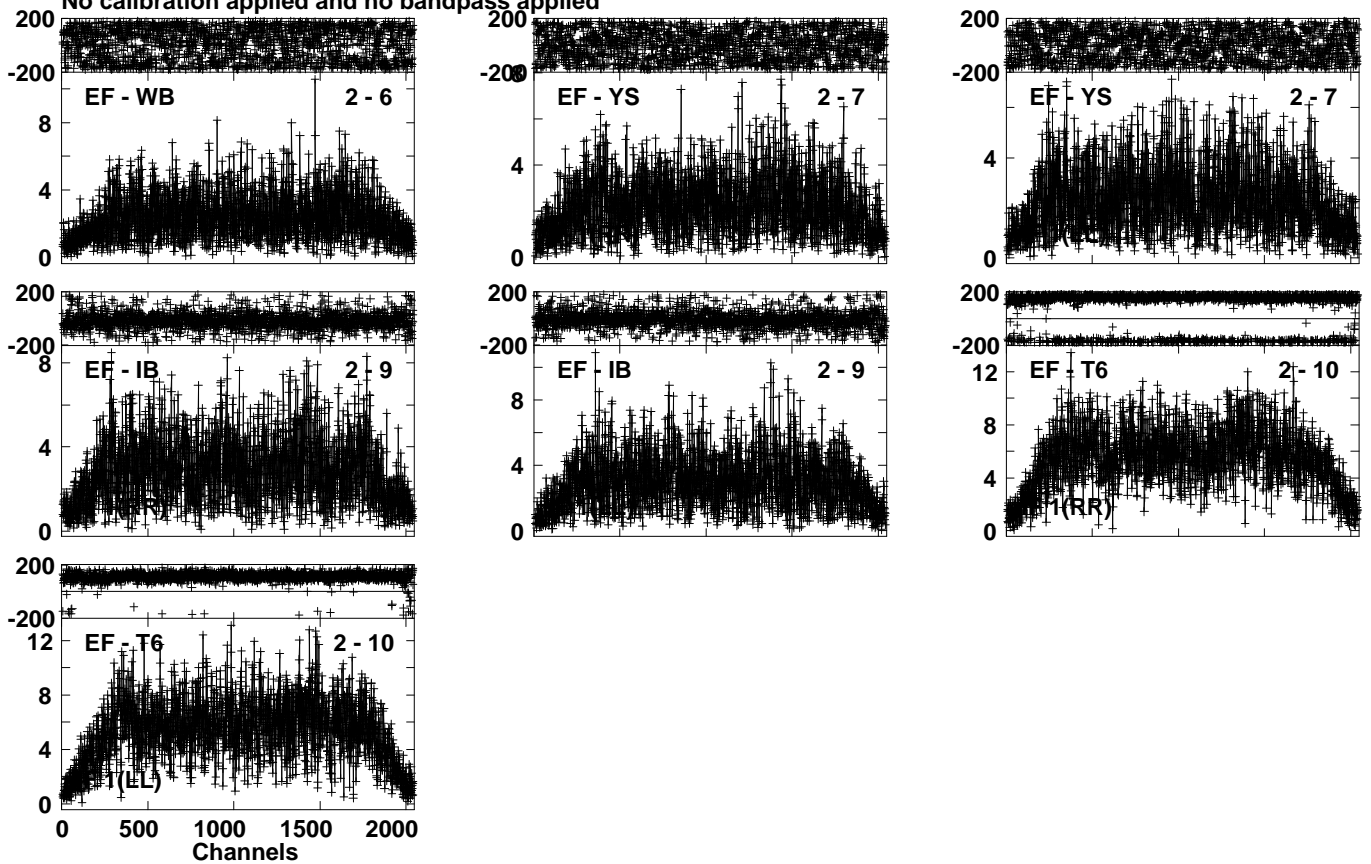 No calibration applied and no bandpass applied
200
-200
EF - WB 2 - 6
8
4
0
-200
EF - YS 2 - 7
4
0
200
-200
EF - YS 2 - 7
4
0
200
-200
EF - IB 2 - 9
8
4
0
200
-200
EF - IB 2 - 9
8
4
0
200
-200
EF - T6 2 - 10
12
8
4
0
1(RR)
200
-200
EF - T6 2 - 10
12
8
4
0
1(LL)
0 500 1000 1500 2000
Channels